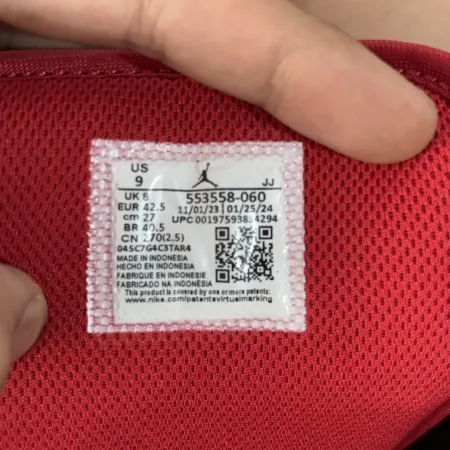 US
9
JJ
UK 8
553558-060
EUR 42.5
11/01/23 | 01/25/24
cm 27
BR 40.5
CN 270(2.5)
045C7G4C3TAR4
MADE IN INDONESIA
HECHO EN INDONESIA
FABRIQUE EN INDONESIE
FABRICADO NA INDONÉSIA
This product is covered by one or more patents:
www.nike.com/patentsvirtualmarking